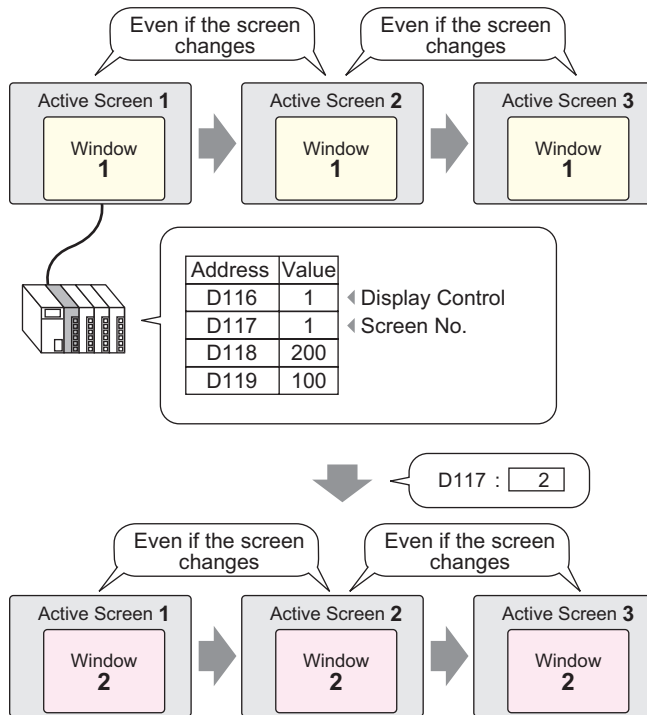 Even if the screen
changes
Even if the screen
changes
Active Screen 1
Window
1
Active Screen 2
Window
1
Active Screen 3
Window
1
Address Value
D116 1 Display Control
D117 1 Screen No.
D118 200
D119 100
D117 : 2
Even if the screen
changes
Even if the screen
changes
Active Screen 1
Window
2
Active Screen 2
Window
2
Active Screen 3
Window
2